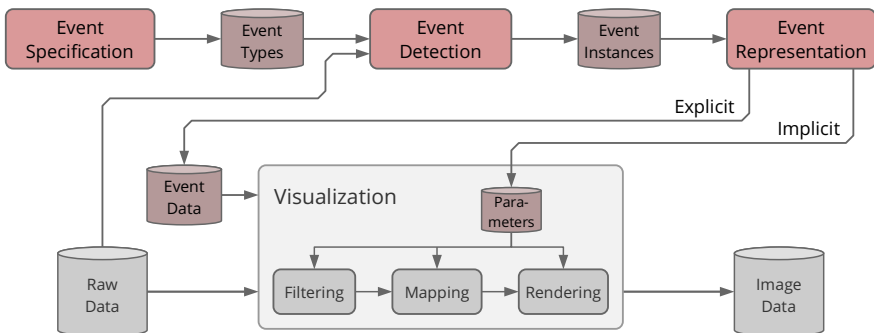 Event
Specification
Event
Types
Event
Detection
Event
Instances
Event
Representation
Explicit
Implicit
Event
Data
Visualization
Para-
meters
Raw
Data
Filtering
Mapping
Rendering
Image
Data